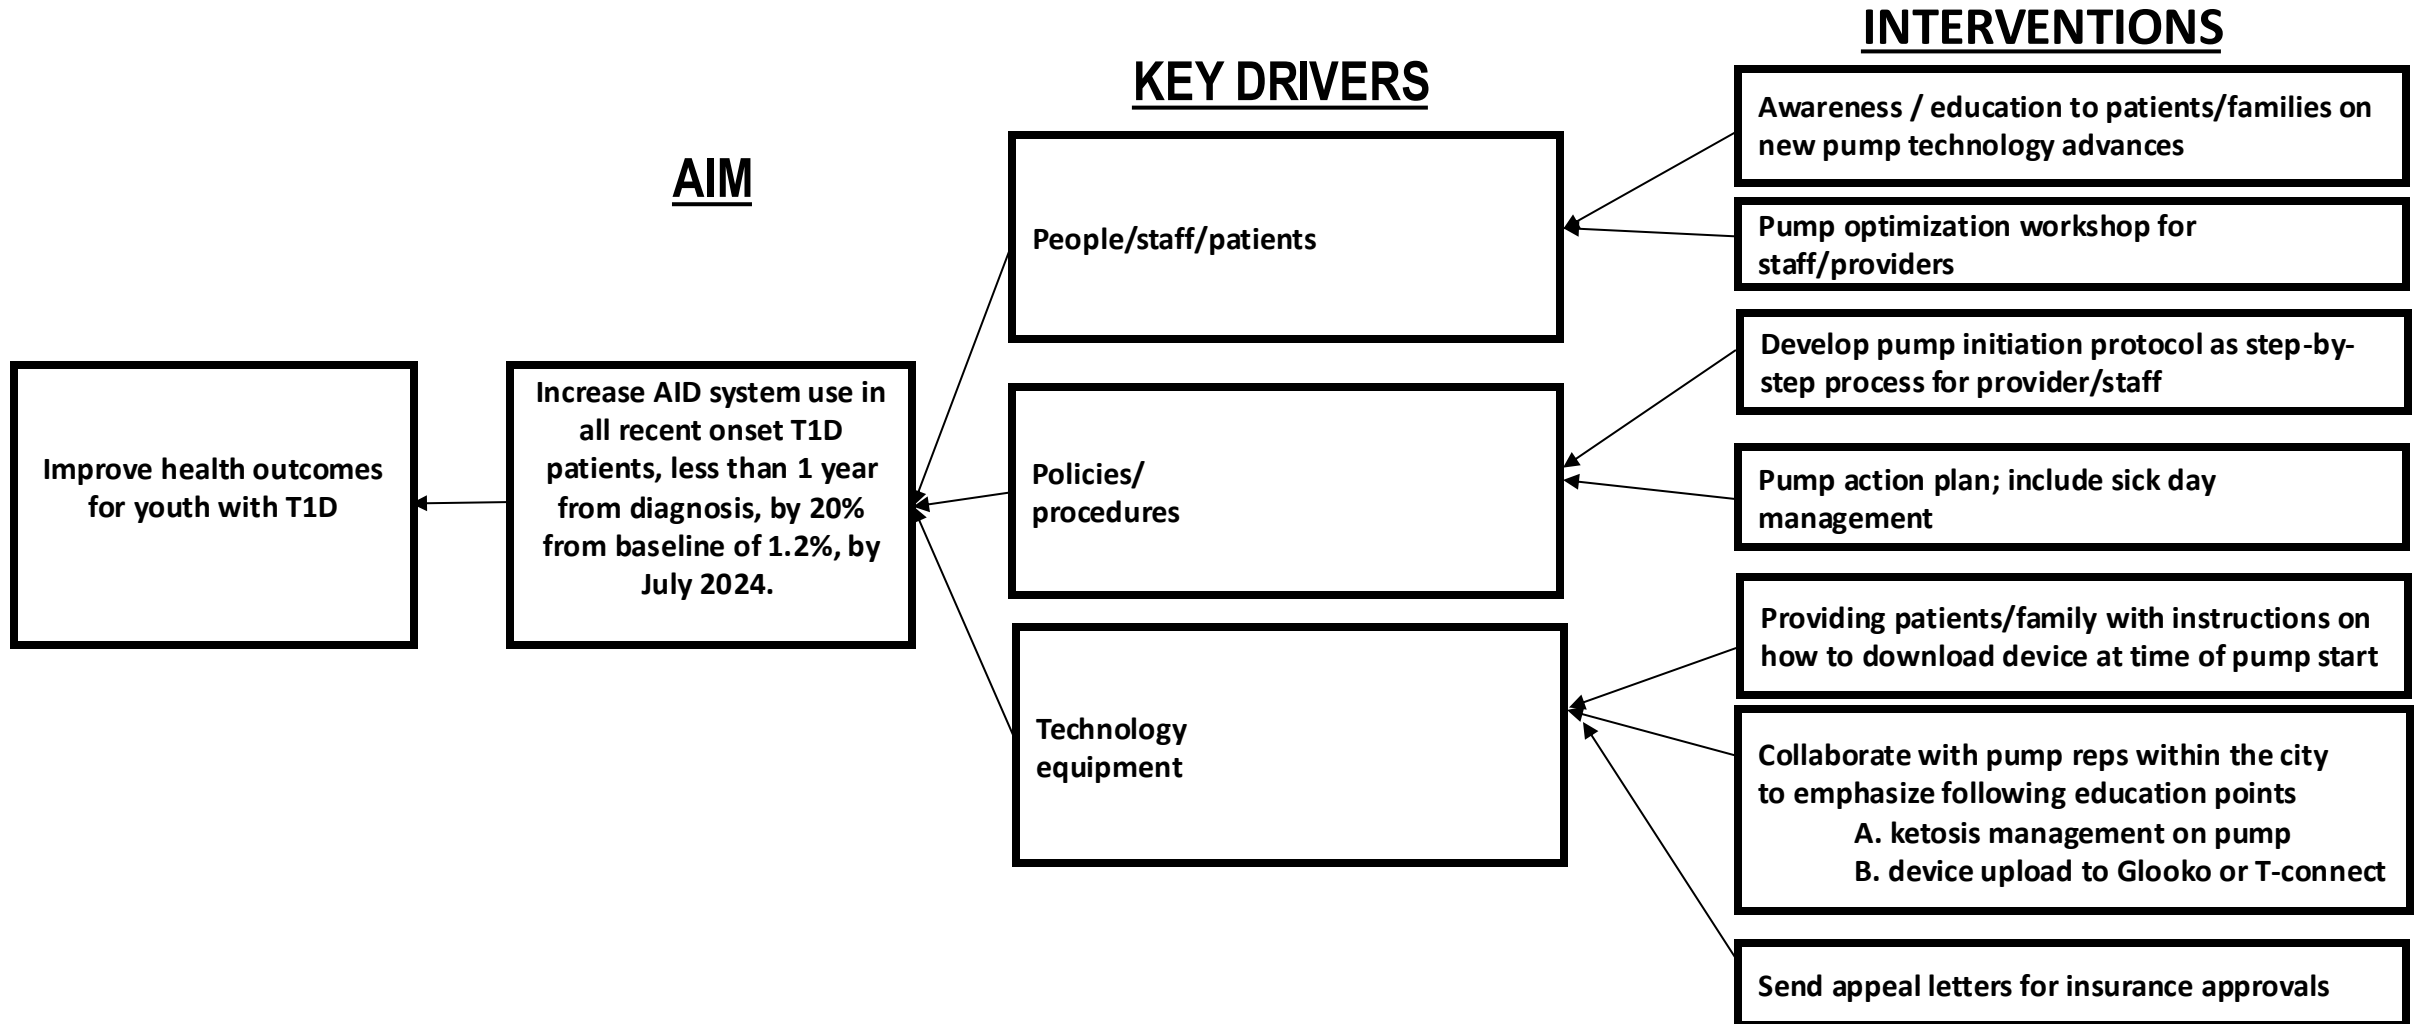 INTERVENTIONS
KEY DRIVERS
AIM
Improve health outcomes
for youth with T1D
Increase AID system use in
all recent onset T1D
patients, less than 1 year
from diagnosis, by 20%
from baseline of 1.2%, by
July 2024.
People/staff/patients
Policies/
procedures
Technology
equipment
Awareness / education to patients/families on
new pump technology advances
Pump optimization workshop for
staff/providers
Develop pump initiation protocol as step-by-
step process for provider/staff
Pump action plan; include sick day
management
Providing patients/family with instructions on
how to download device at time of pump start
Collaborate with pump reps within the city
to emphasize following education points
A. ketosis management on pump
B. device upload to Glooko or T-connect
Send appeal letters for insurance approvals